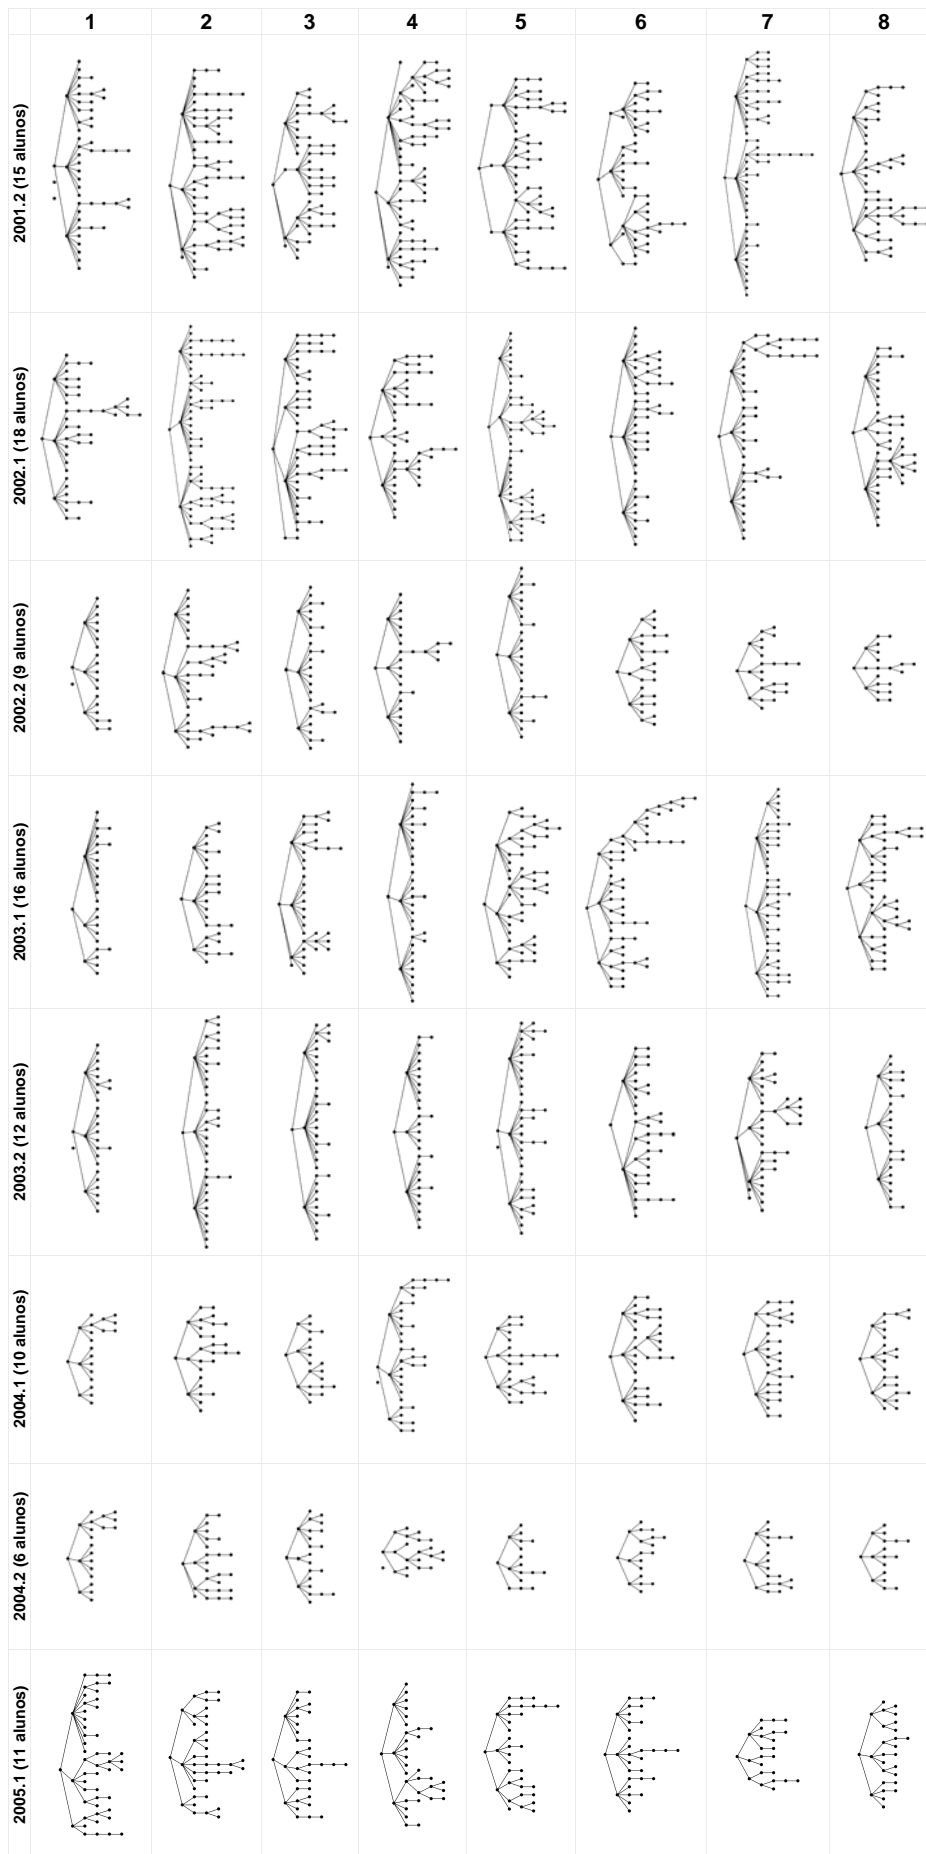 1 2 3 4 5 6 7 8
2001.2 (15 alunos)
2002.1 (18 alunos)
2002.2 (9 alunos)
2003.1 (16 alunos)
2003.2 (12 alunos)
2004.1 (10 alunos)
2004.2 (6 alunos)
2005.1 (11 alunos)